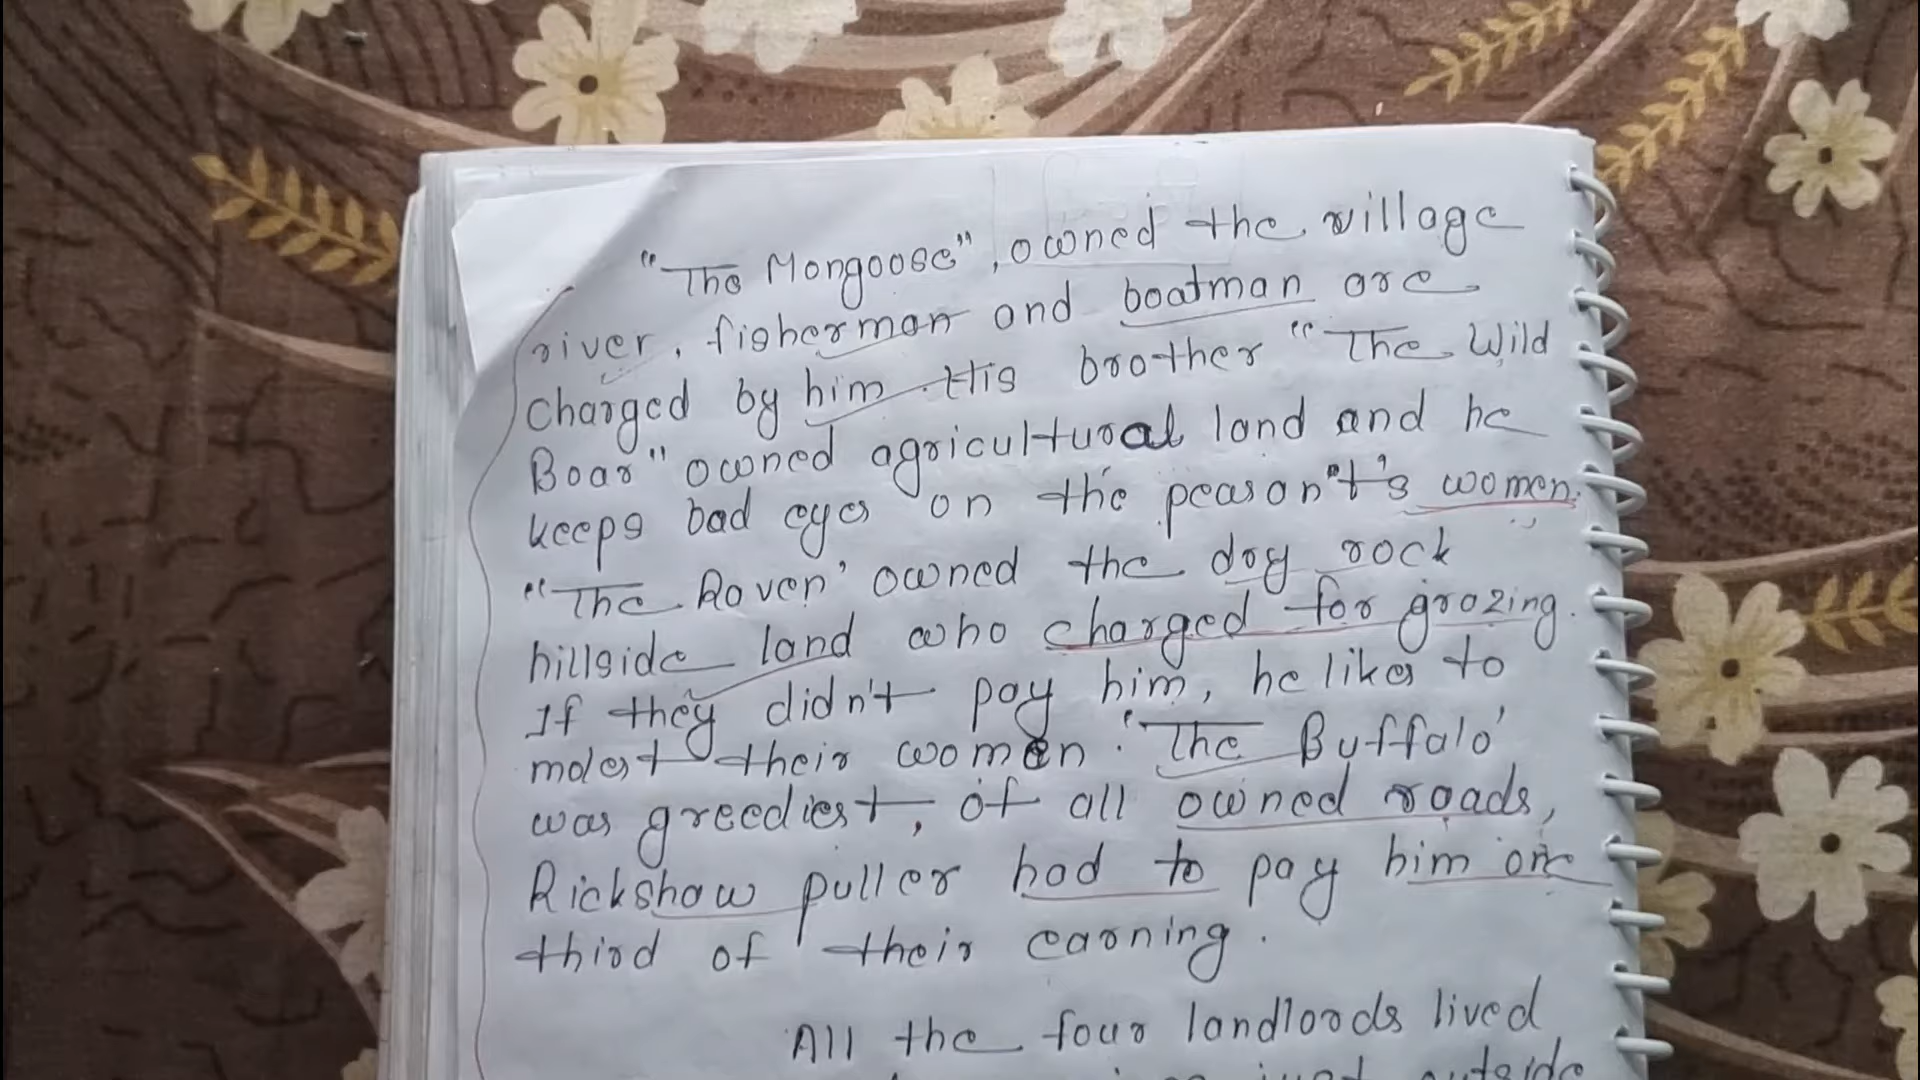 "The Mongoose", owned the village
river, fisherman and boatman are
charged by him. His brother "The Wild
Boar" owned agricultural land and he
keeps bad eyes on the peasant's women.
"The Raven' owned the dry rock
hillside land who charged for grazing.
If they didn't pay him, he likes to
molest their women. 'The Buffalo'
was greediest, of all owned roads,
Rickshaw puller had to pay him one
third of their earning.
All the four landlords lived
just outside